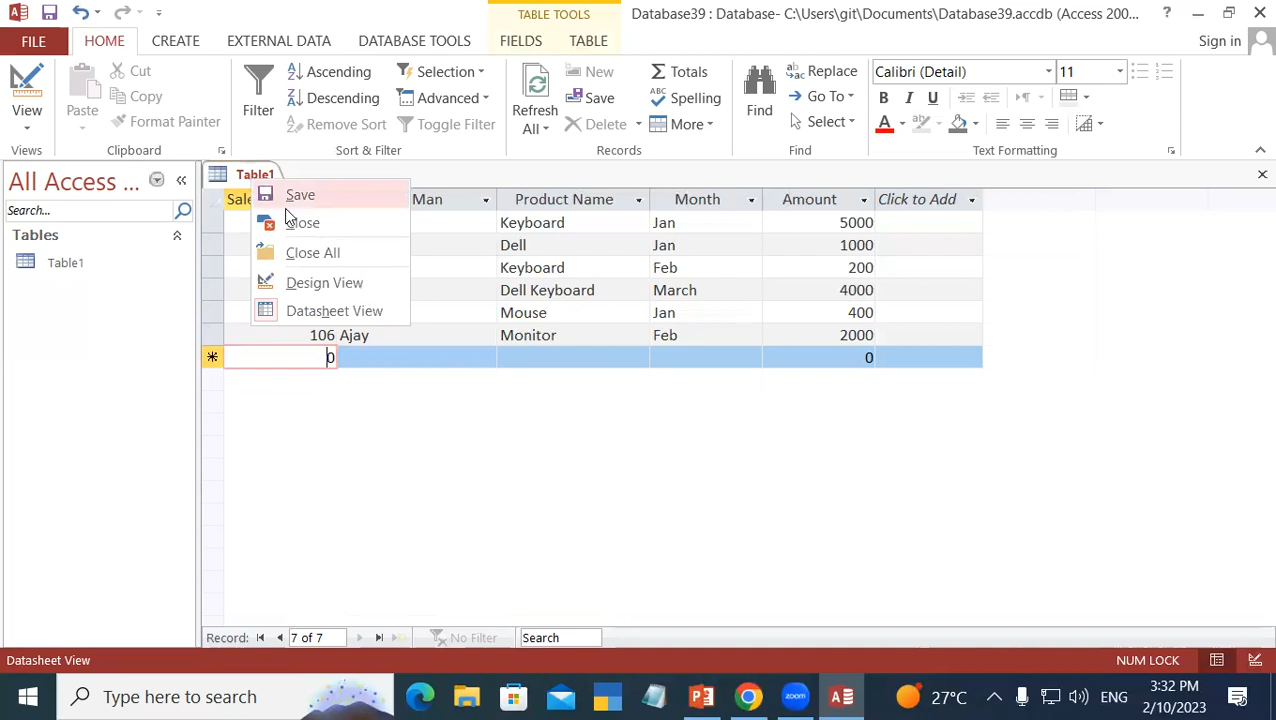 TABLE TOOLS
Database39 : Database- C:\Users\git\Documents\Database39.accdb (Access 200...
?
FILE HOME CREATE EXTERNAL DATA DATABASE TOOLS FIELDS TABLE Sign in
View
Views
Paste
Cut
Copy
Format Painter
Clipboard
Filter
Ascending
Descending
Remove Sort
Selection
Advanced
Toggle Filter
Sort & Filter
Refresh
All
New
Save
Delete
Totals
Spelling
More
Records
Find
Replace
Go To
Select
Find
Calibri (Detail) 11
B I U
A
Text Formatting
All Access ...
Search...
Tables
Table1
Table1
Save
Close
Close All
Design View
Datasheet View
Sale Man Product Name Month Amount Click to Add
Keyboard Jan 5000
Dell Jan 1000
Keyboard Feb 200
Dell Keyboard March 4000
Mouse Jan 400
106 Ajay Monitor Feb 2000
0 0
Record: 7 of 7 No Filter Search
Datasheet View NUM LOCK
Type here to search
27°C ENG
3:32 PM
2/10/2023